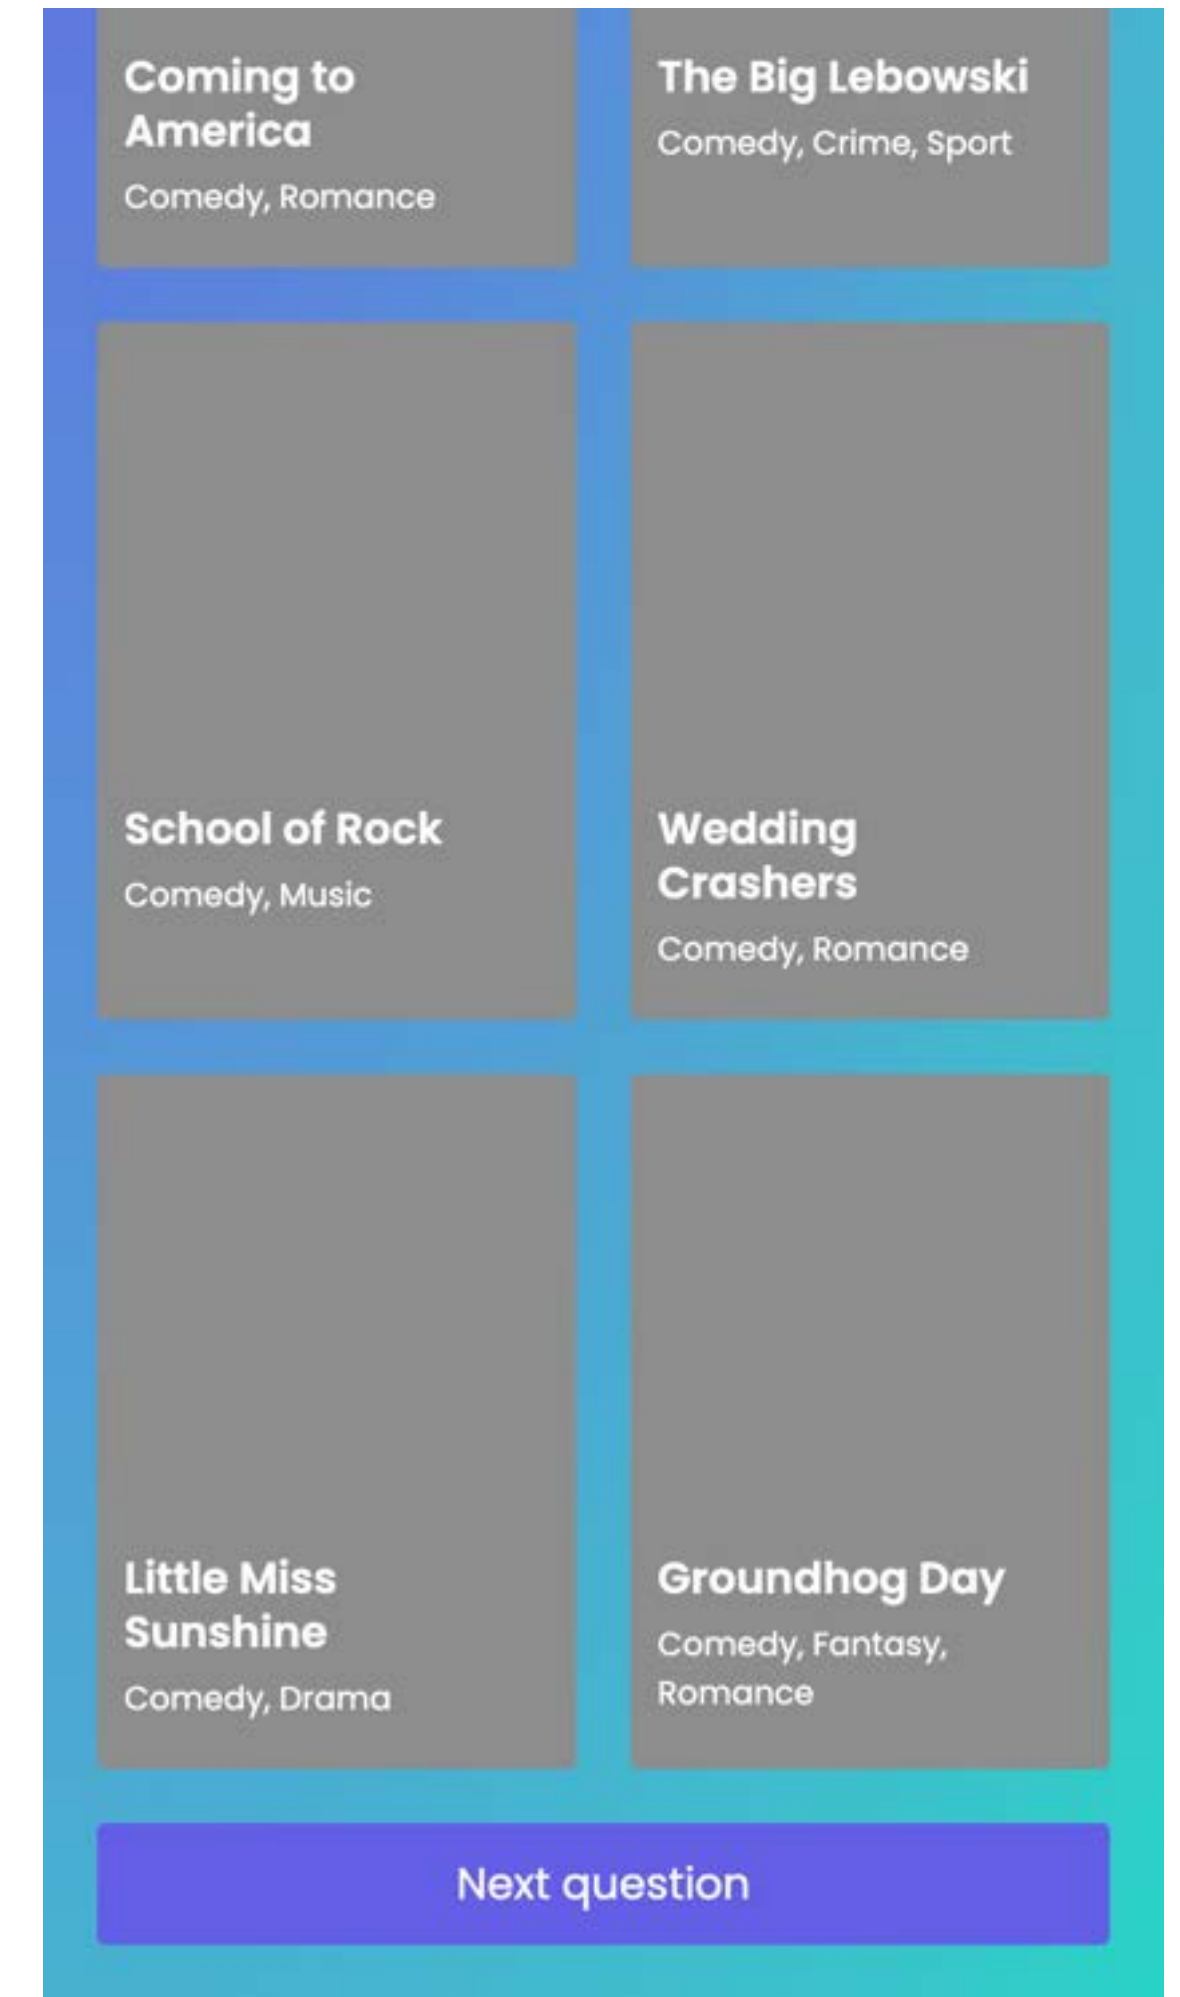 Coming to
America
Comedy, Romance
The Big Lebowski
Comedy, Crime, Sport
School of Rock
Comedy, Music
Wedding
Crashers
Comedy, Romance
Little Miss
Sunshine
Comedy, Drama
Groundhog Day
Comedy, Fantasy,
Romance
Next question